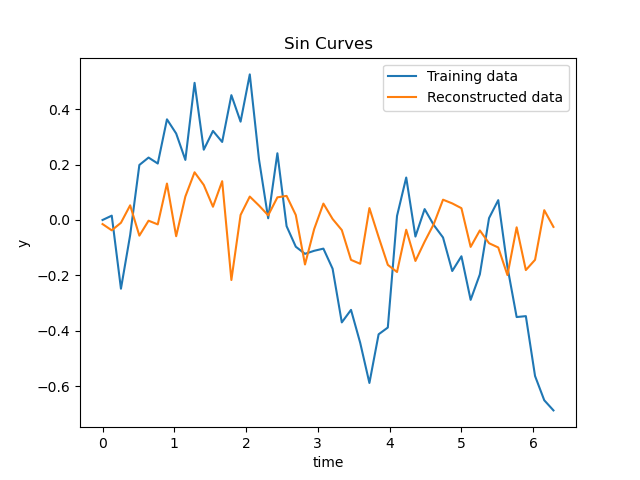 Sin Curves
Training data
Reconstructed data
0.4
0.2
0.0
−0.2
−0.4
−0.6
y
0 1 2 3 4 5 6
time